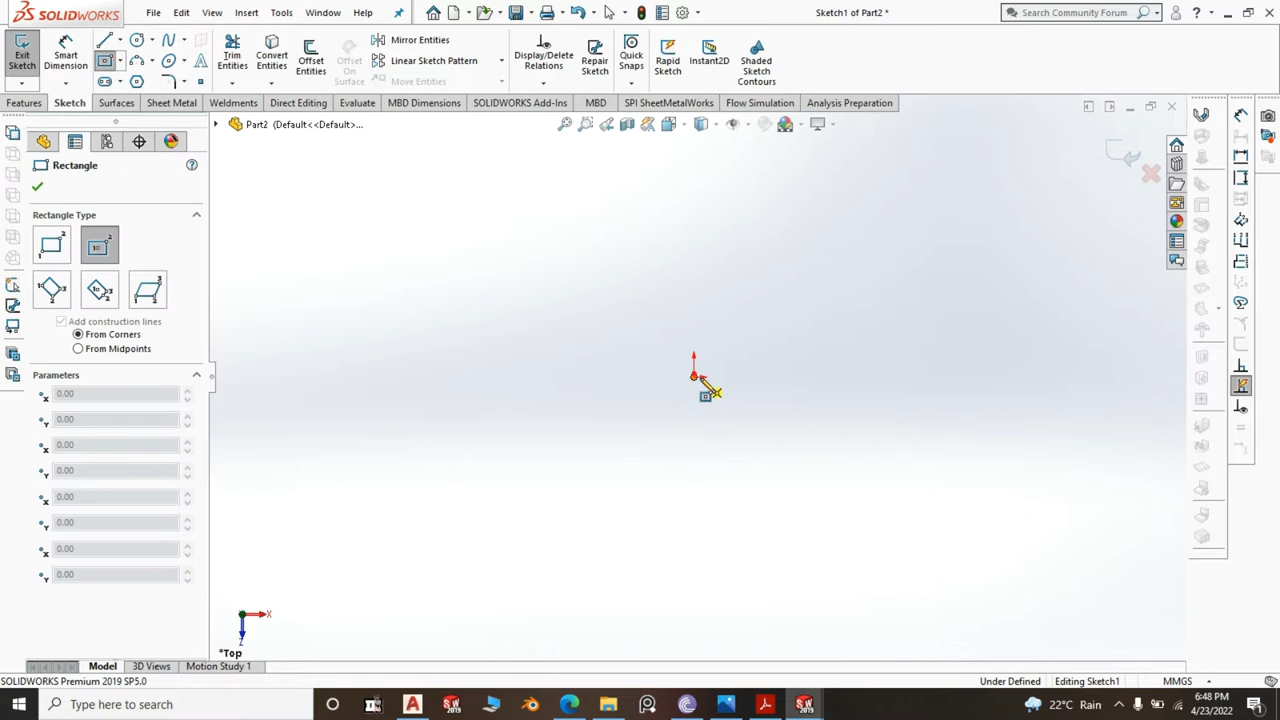 SOLIDWORKS File Edit View Insert Tools Window Sketch1 of Part2 * Search Community Forum
Exit Sketch
Smart Dimension
Trim Entities
Convert Entities
Offset Entities
Offset On Surface
Mirror Entities
Linear Sketch Pattern
Move Entities
Display/Delete Relations
Repair Sketch
Quick Snaps
Rapid Sketch
Instant2D
Shaded Sketch Contours
Features Sketch Surfaces Sheet Metal Weldments Direct Editing Evaluate MBD Dimensions SOLIDWORKS Add-Ins MBD SPI SheetMetalWorks Flow Simulation Analysis Preparation
Part2 (Default<<Default>...
Rectangle
Rectangle Type
Add construction lines
From Corners
From Midpoints
Parameters
x 0.00
Y 0.00
x 0.00
Y 0.00
x 0.00
Y 0.00
x 0.00
Y 0.00
X
Z
*Top
Model 3D Views Motion Study 1
SOLIDWORKS Premium 2019 SP5.0 Under Defined Editing Sketch1 MMGS
Type here to search 22°C Rain 6:48 PM
4/23/2022